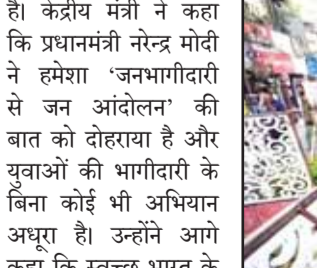 है। केंद्रीय मंत्री ने कहा
कि प्रधानमंत्री नरेन्द्र मोदी
ने हमेशा ‘जनभागीदारी
से जन आंदोलन’ की
बात को दोहराया है और
युवाओं की भागीदारी के
बिना कोई भी अभियान
अधूरा है। उन्होंने आगे
कहा कि स्वच्छ भारत के